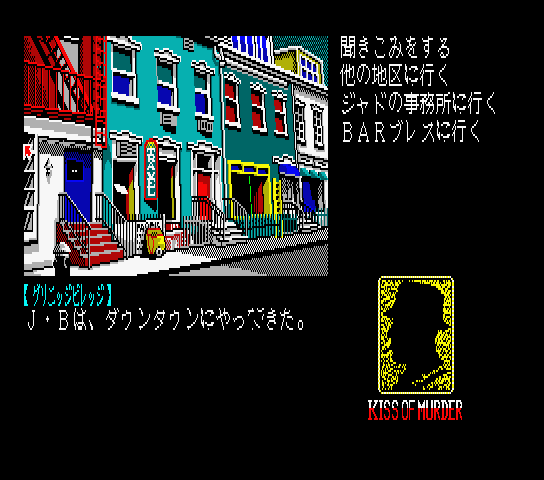 聞きこみをする
他の地区に行く
ジャドの事務所に行く
BARブレスに行く
BRAXL
【グリニッジビレッジ】
J・Bは、ダウンタウンにやってきた。
KISS OF MURDER